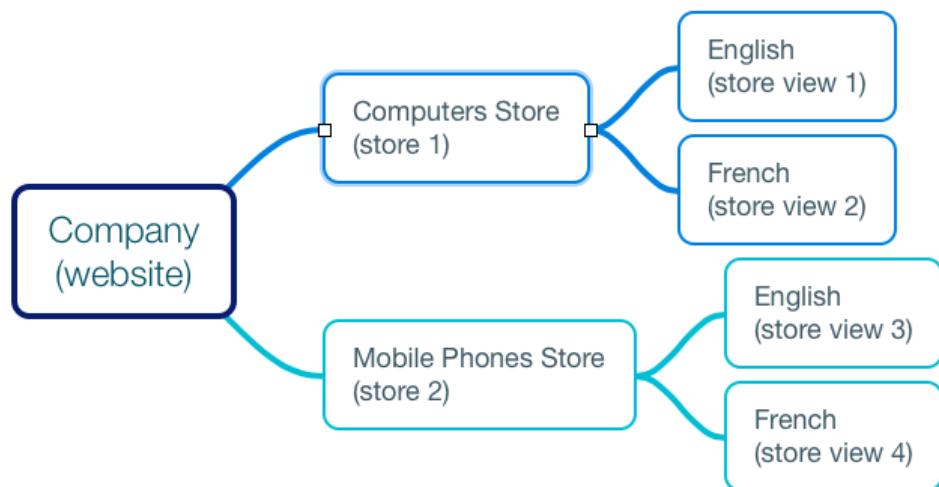 Company
(website)
Computers Store
(store 1)
English
(store view 1)
French
(store view 2)
Mobile Phones Store
(store 2)
English
(store view 3)
French
(store view 4)